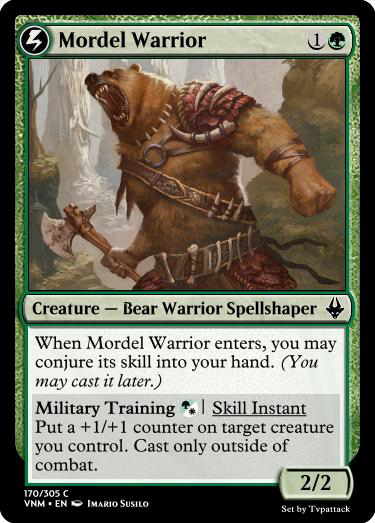 Mordel Warrior 1
Creature — Bear Warrior Spellshaper
When Mordel Warrior enters, you may
conjure its skill into your hand. (You
may cast it later.)
Military Training | Skill Instant
Put a +1/+1 counter on target creature
you control. Cast only outside of
combat.
2/2
170/305 C
VNM • EN Imario Susilo
Set by Tvpattack